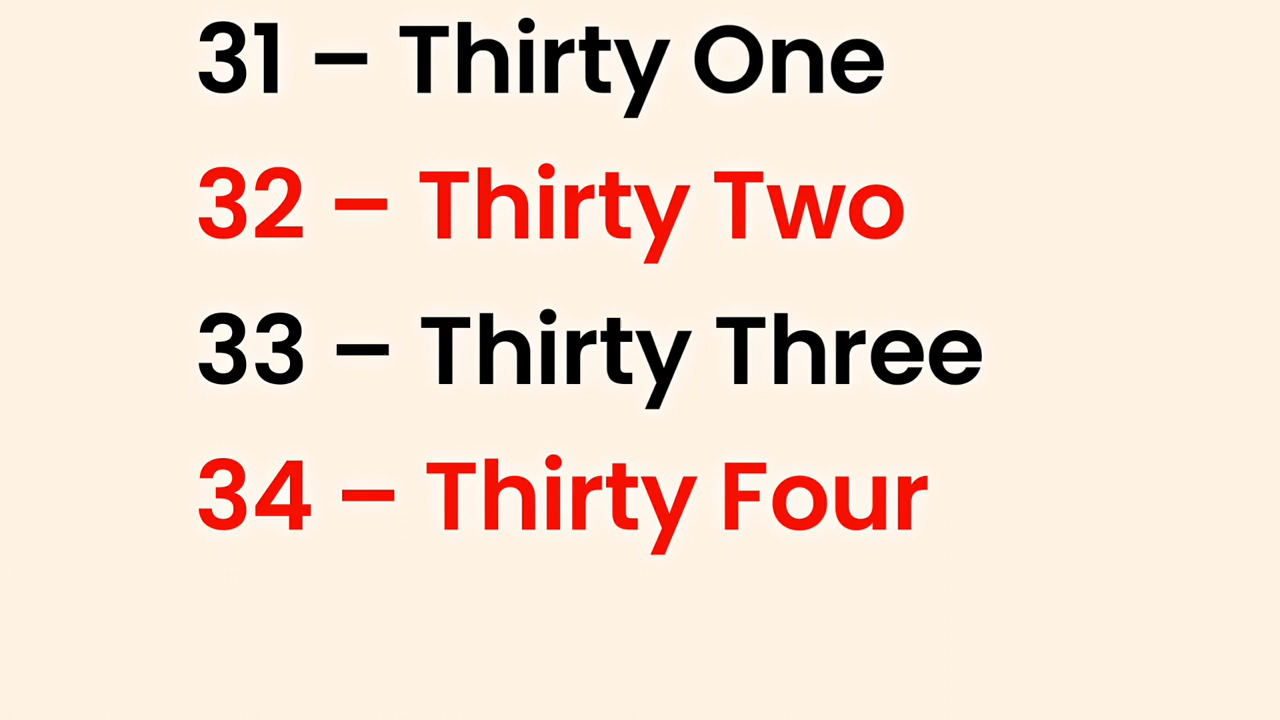 31 – Thirty One
32 – Thirty Two
33 – Thirty Three
34 – Thirty Four